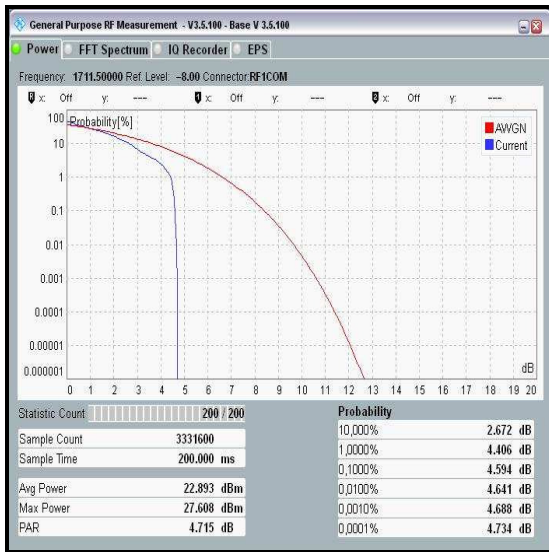 General Purpose RF Measurement - V3.5.100 - Base V 3.5.100
Power FFT Spectrum IQ Recorder EPS
Frequency: 1711.50000 Ref. Level: -8.00 Connector:RF1COM
x: Off y: --- 1 x: Off y: --- 2 x: Off y: ---
Probability[%]
AWGN
Current
100
10
1
0.1
0.01
0.001
0.0001
0.00001
0.000001
dB
0 1 2 3 4 5 6 7 8 9 10 11 12 13 14 15 16 17 18 19 20
Statistic Count 200 / 200
Sample Count 3331600
Sample Time 200.000 ms
Avg Power 22.893 dBm
Max Power 27.608 dBm
PAR 4.715 dB
Probability
10,000% 2.672 dB
1,0000% 4.406 dB
0,1000% 4.594 dB
0,0100% 4.641 dB
0,0010% 4.688 dB
0,0001% 4.734 dB